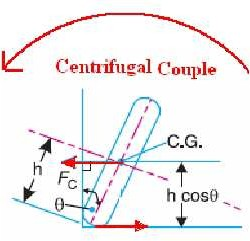 Centrifugal Couple
C.G.
h
F_C
θ
h cosθ